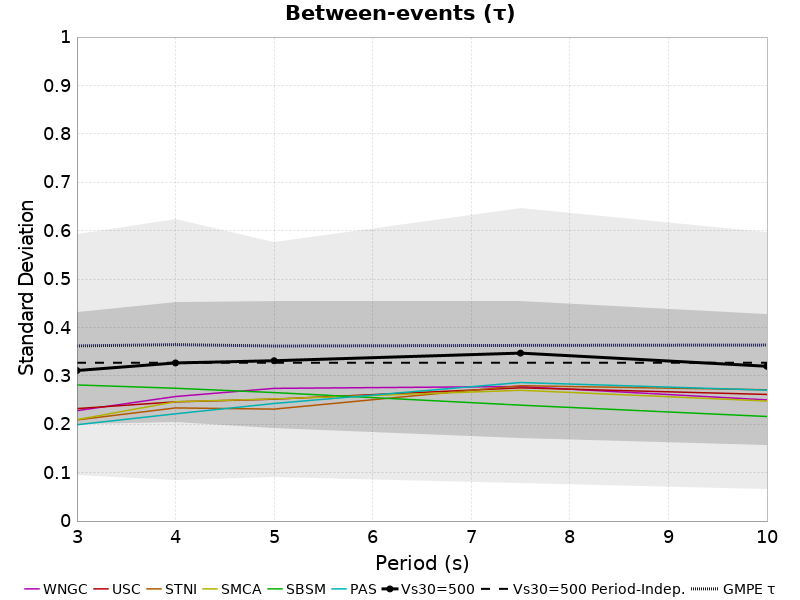 Between-events (τ)
Standard Deviation
1
0.9
0.8
0.7
0.6
0.5
0.4
0.3
0.2
0.1
0
3 4 5 6 7 8 9 10
Period (s)
WNGC USC STNI SMCA SBSM PAS Vs30=500 Vs30=500 Period-Indep. GMPE τ